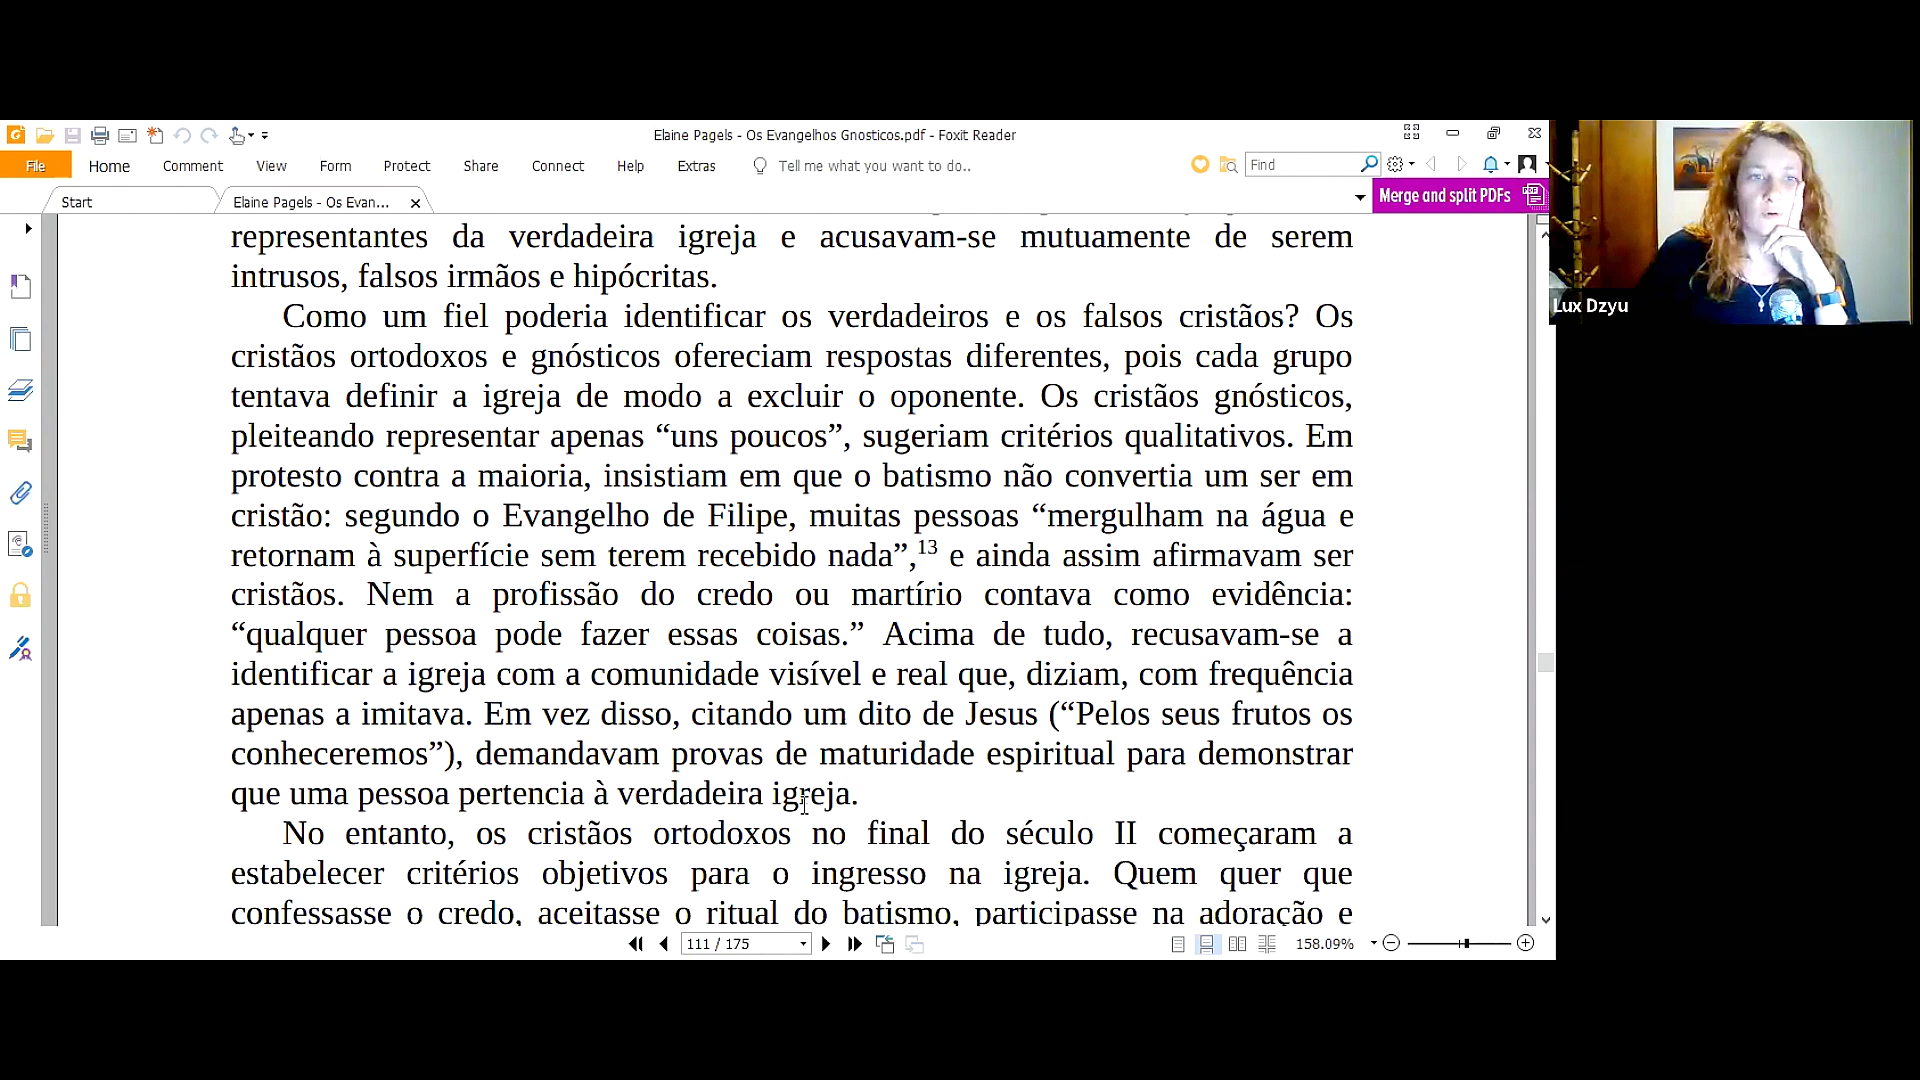 Elaine Pagels - Os Evangelhos Gnosticos.pdf - Foxit Reader
File Home Comment View Form Protect Share Connect Help Extras Tell me what you want to do.. Find
Start Elaine Pagels - Os Evan... Merge and split PDFs
representantes da verdadeira igreja e acusavam-se mutuamente de serem
intrusos, falsos irmãos e hipócritas.
Como um fiel poderia identificar os verdadeiros e os falsos cristãos? Os
cristãos ortodoxos e gnósticos ofereciam respostas diferentes, pois cada grupo
tentava definir a igreja de modo a excluir o oponente. Os cristãos gnósticos,
pleiteando representar apenas “uns poucos”, sugeriam critérios qualitativos. Em
protesto contra a maioria, insistiam em que o batismo não convertia um ser em
cristão: segundo o Evangelho de Filipe, muitas pessoas “mergulham na água e
retornam à superfície sem terem recebido nada”,13 e ainda assim afirmavam ser
cristãos. Nem a profissão do credo ou martírio contava como evidência:
“qualquer pessoa pode fazer essas coisas.” Acima de tudo, recusavam-se a
identificar a igreja com a comunidade visível e real que, diziam, com frequência
apenas a imitava. Em vez disso, citando um dito de Jesus (“Pelos seus frutos os
conheceremos”), demandavam provas de maturidade espiritual para demonstrar
que uma pessoa pertencia à verdadeira igreja.
No entanto, os cristãos ortodoxos no final do século II começaram a
estabelecer critérios objetivos para o ingresso na igreja. Quem quer que
confessasse o credo, aceitasse o ritual do batismo, participasse na adoração e
111 / 175 158.09%
Lux Dzyu